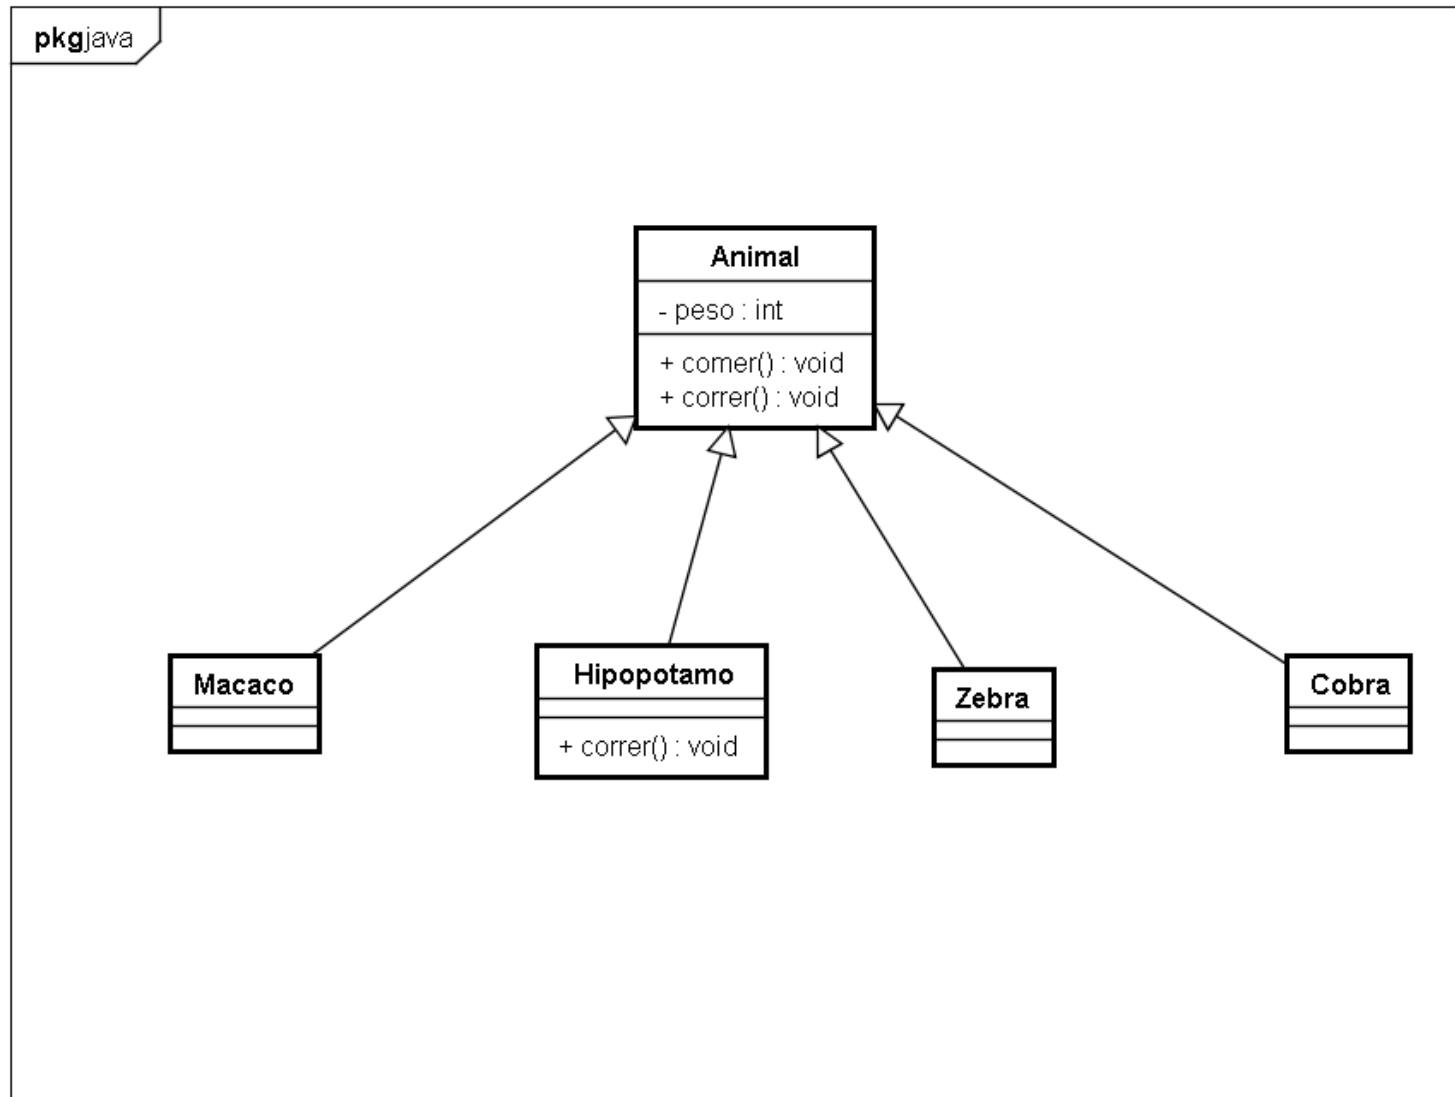 pkgjava
Animal
- peso : int
+ comer() : void
+ correr() : void
Macaco
Hipopotamo
+ correr() : void
Zebra
Cobra